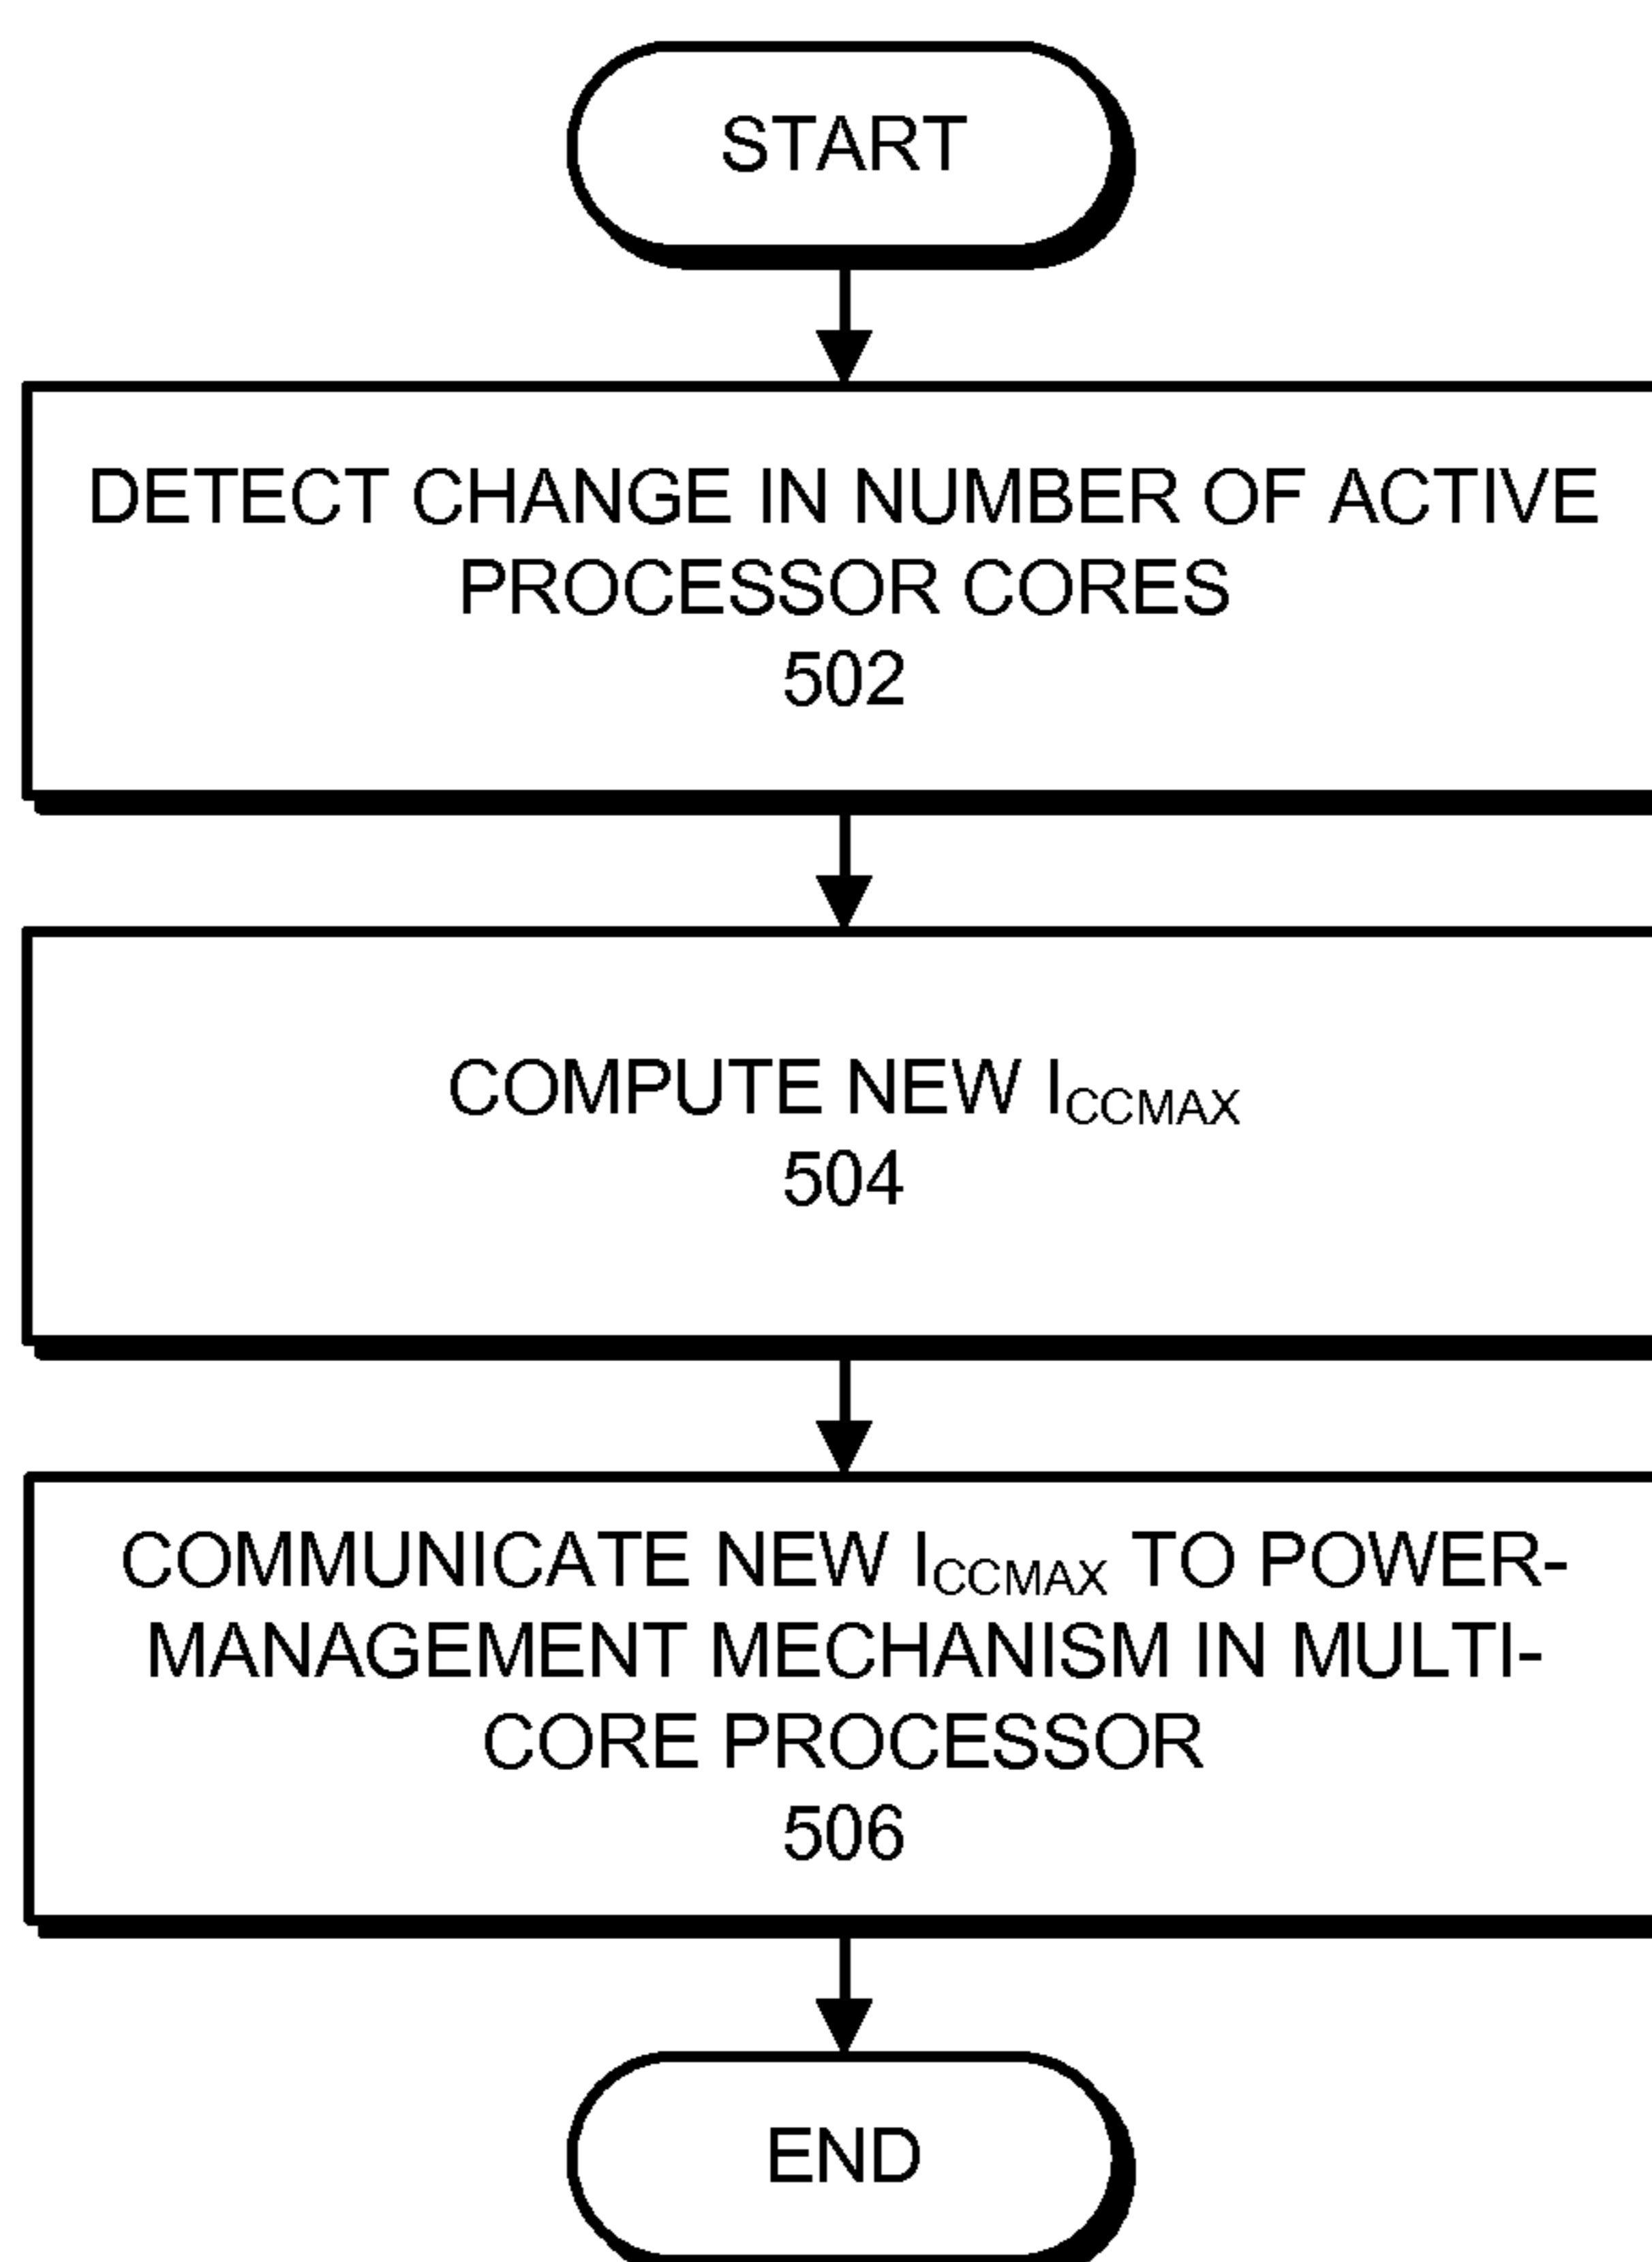 START
DETECT CHANGE IN NUMBER OF ACTIVE
PROCESSOR CORES
502
COMPUTE NEW ICCMAX
504
COMMUNICATE NEW ICCMAX TO POWER-
MANAGEMENT MECHANISM IN MULTI-
CORE PROCESSOR
506
END